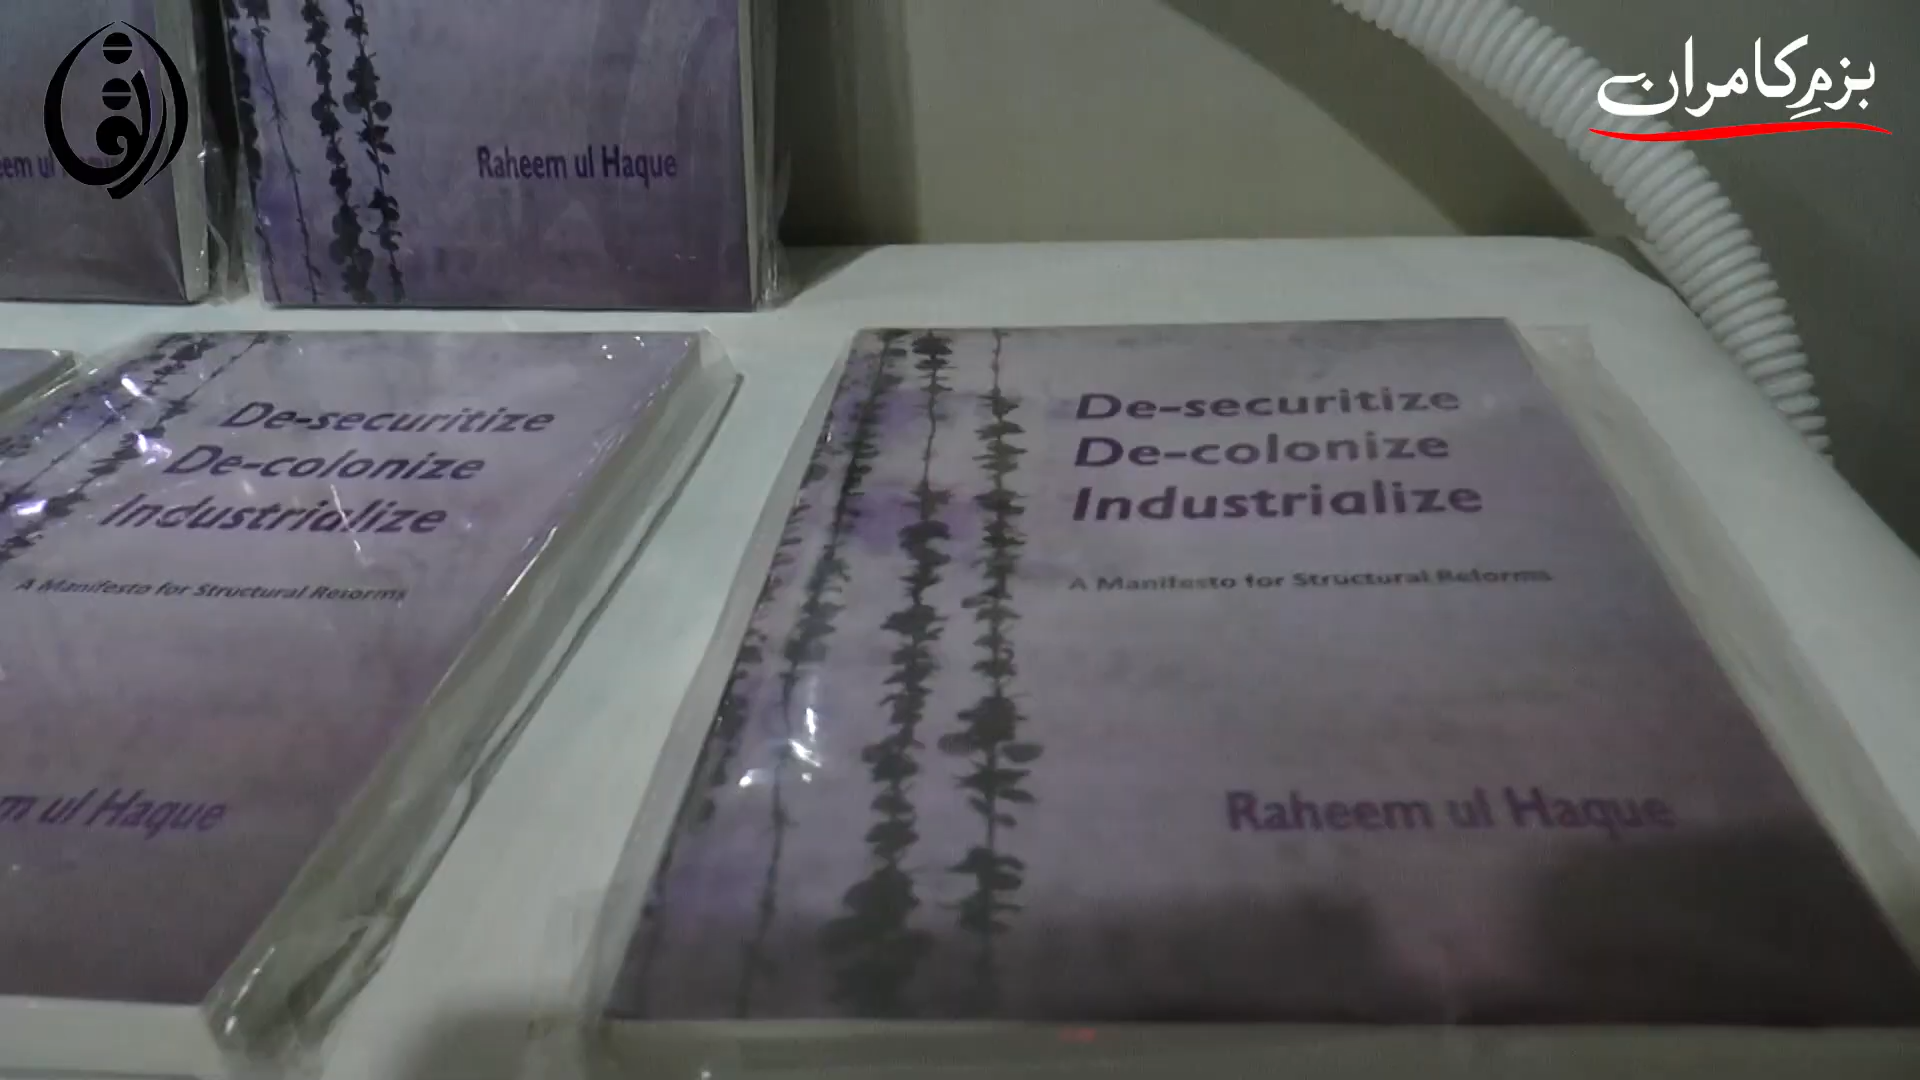 بزمِ کامران
Raheem ul Haque
De-securitize
De-colonize
Industrialize
A Manifesto for Structural Reforms
ul Haque
De-securitize
De-colonize
Industrialize
A Manifesto for Structural Reforms
Raheem ul Haque